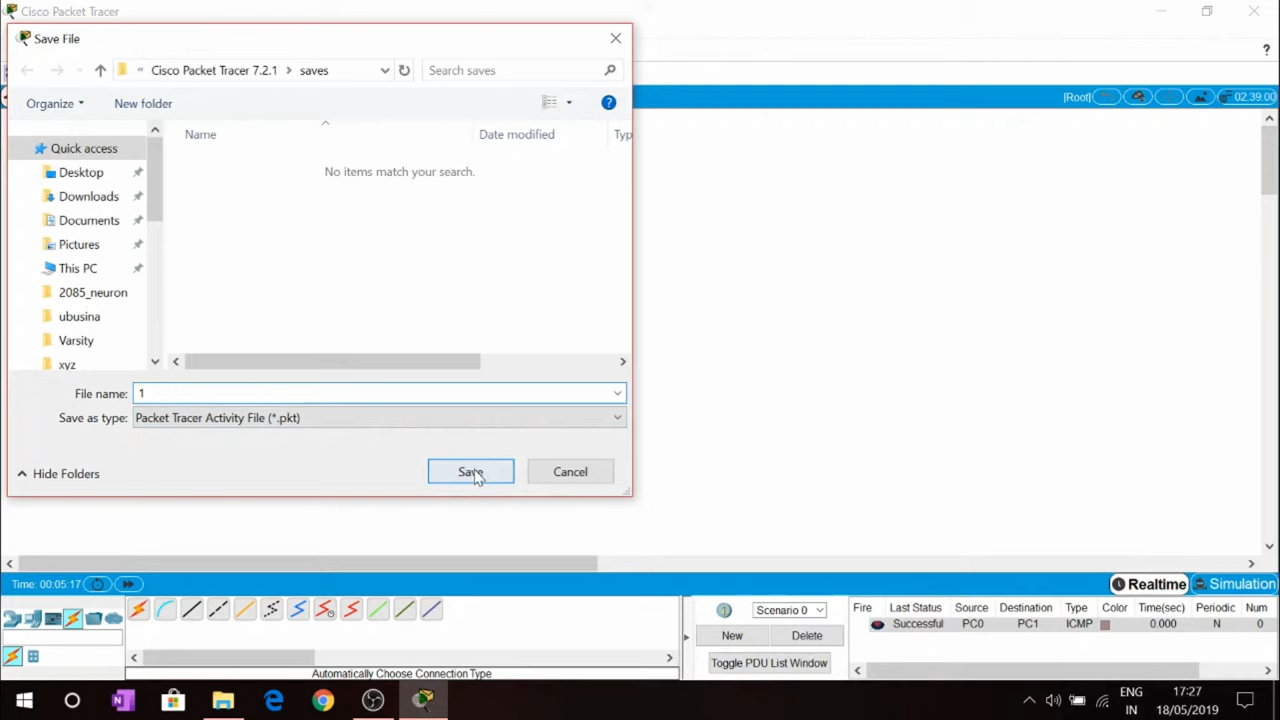 Cisco Packet Tracer
Save File
Cisco Packet Tracer 7.2.1 saves
Search saves
Organize
New folder
[Root]
02:39:00
Name
Date modified
Typ
No items match your search.
Quick access
Desktop
Downloads
Documents
Pictures
This PC
2085_neuron
ubusina
Varsity
xyz
File name: 1
Save as type: Packet Tracer Activity File (*.pkt)
Hide Folders
Save
Cancel
Time: 00:05:17
Realtime
Simulation
Automatically Choose Connection Type
Scenario 0
New
Delete
Toggle PDU List Window
Fire Last Status Source Destination Type Color Time(sec) Periodic Num
Successful PC0 PC1 ICMP 0.000 N 0
ENG
IN
17:27
18/05/2019